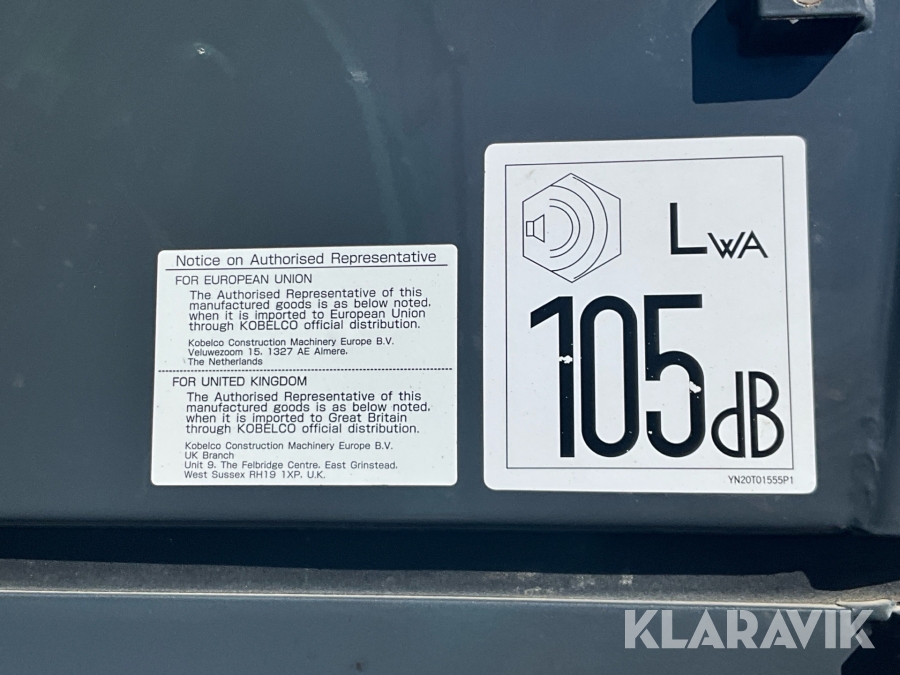 Notice on Authorised Representative
FOR EUROPEAN UNION
The Authorised Representative of this
manufactured goods is as below noted,
when it is imported to European Union
through KOBELCO official distribution.
Kobelco Construction Machinery Europe B.V.
Veluwezoom 15, 1327 AE Almere,
The Netherlands
FOR UNITED KINGDOM
The Authorised Representative of this
manufactured goods is as below noted,
when it is imported to Great Britain
through KOBELCO official distribution.
Kobelco Construction Machinery Europe B.V.
UK Branch
Unit 9, The Felbridge Centre, East Grinstead,
West Sussex RH19 1XP, U.K.
LWA
105dB
YN20T01555P1
KLARAVIK